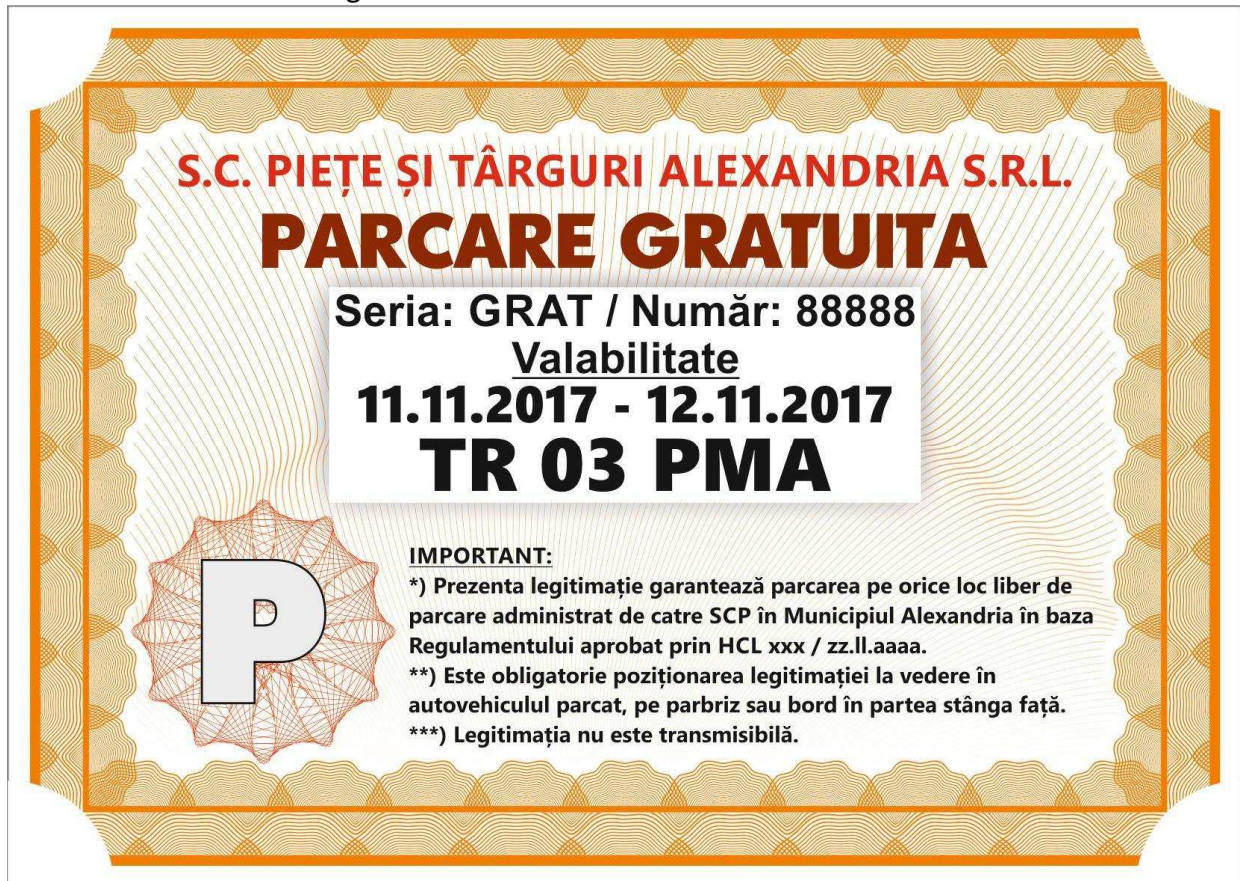 S.C. PIEȚE ȘI TÂRGURI ALEXANDRIA S.R.L.
PARCARE GRATUITA
Seria: GRAT / Număr: 88888
Valabilitate
11.11.2017 - 12.11.2017
TR 03 PMA
P
IMPORTANT:
*) Prezenta legitimație garantează parcarea pe orice loc liber de
parcare administrat de catre SCP în Municipiul Alexandria în baza
Regulamentului aprobat prin HCL xxx / zz.ll.aaaa.
**) Este obligatorie poziționarea legitimației la vedere în
autovehiculul parcat, pe parbriz sau bord în partea stânga față.
***) Legitimația nu este transmisibilă.